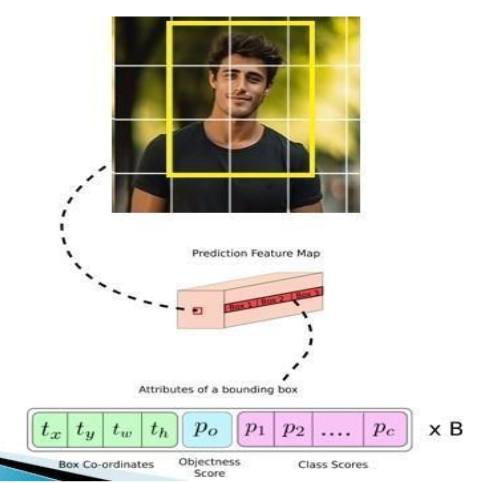 Prediction Feature Map
Box 1 Box 2 Box 3
Attributes of a bounding box
t_x t_y t_w t_h p_o p_1 p_2 .... p_c x B
Box Co-ordinates Objectness Score Class Scores